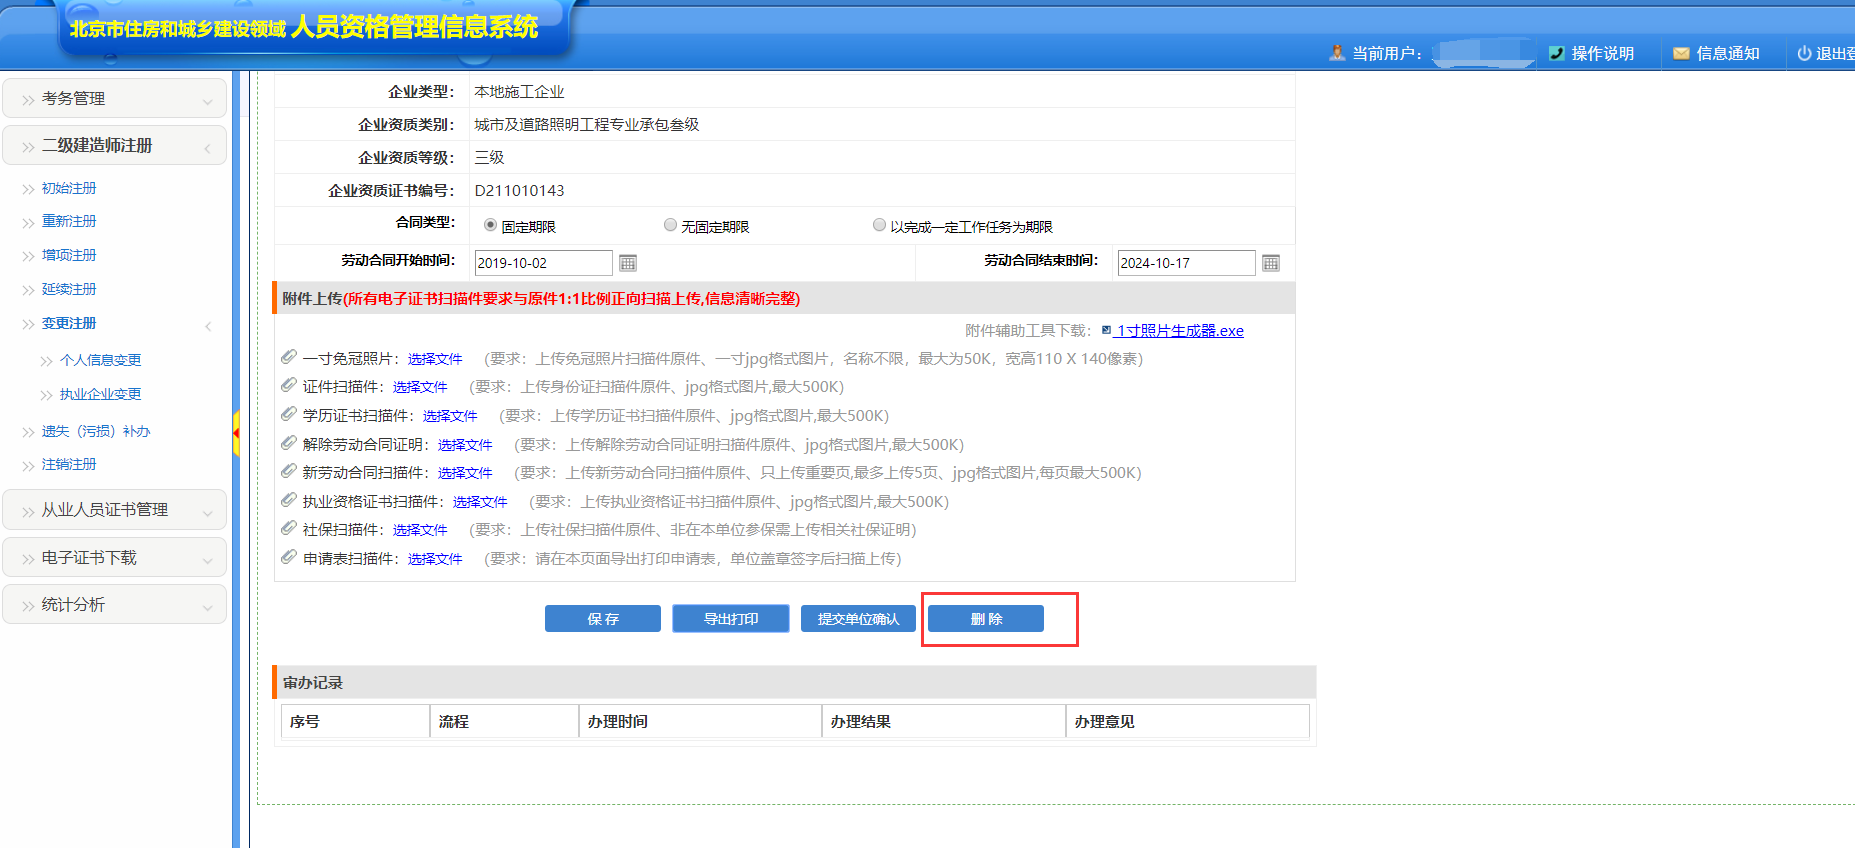 北京市住房和城乡建设领域 人员资格管理信息系统
当前用户： 操作说明 信息通知 退出登
考务管理
二级建造师注册
初始注册
重新注册
增项注册
延续注册
变更注册
个人信息变更
执业企业变更
遗失（污损）补办
注销注册
从业人员证书管理
电子证书下载
统计分析
企业类型： 本地施工企业
企业资质类别： 城市及道路照明工程专业承包叁级
企业资质等级： 三级
企业资质证书编号： D211010143
合同类型： 固定期限 无固定期限 以完成一定工作任务为期限
劳动合同开始时间： 2019-10-02 劳动合同结束时间： 2024-10-17
附件上传(所有电子证书扫描件要求与原件1:1比例正向扫描上传,信息清晰完整)
附件辅助工具下载： 1寸照片生成器.exe
一寸免冠照片：选择文件 （要求：上传免冠照片扫描件原件、一寸jpg格式图片，名称不限，最大为50K，宽高110 X 140像素）
证件扫描件：选择文件 （要求：上传身份证扫描件原件、jpg格式图片,最大500K）
学历证书扫描件：选择文件 （要求：上传学历证书扫描件原件、jpg格式图片,最大500K）
解除劳动合同证明：选择文件 （要求：上传解除劳动合同证明扫描件原件、jpg格式图片,最大500K）
新劳动合同扫描件：选择文件 （要求：上传新劳动合同扫描件原件、只上传重要页,最多上传5页、jpg格式图片,每页最大500K）
执业资格证书扫描件：选择文件 （要求：上传执业资格证书扫描件原件、jpg格式图片,最大500K）
社保扫描件：选择文件 （要求：上传社保扫描件原件、非在本单位参保需上传相关社保证明）
申请表扫描件：选择文件 （要求：请在本页面导出打印申请表，单位盖章签字后扫描上传）
保 存 导出打印 提交单位确认 删 除
审办记录
序号 流程 办理时间 办理结果 办理意见